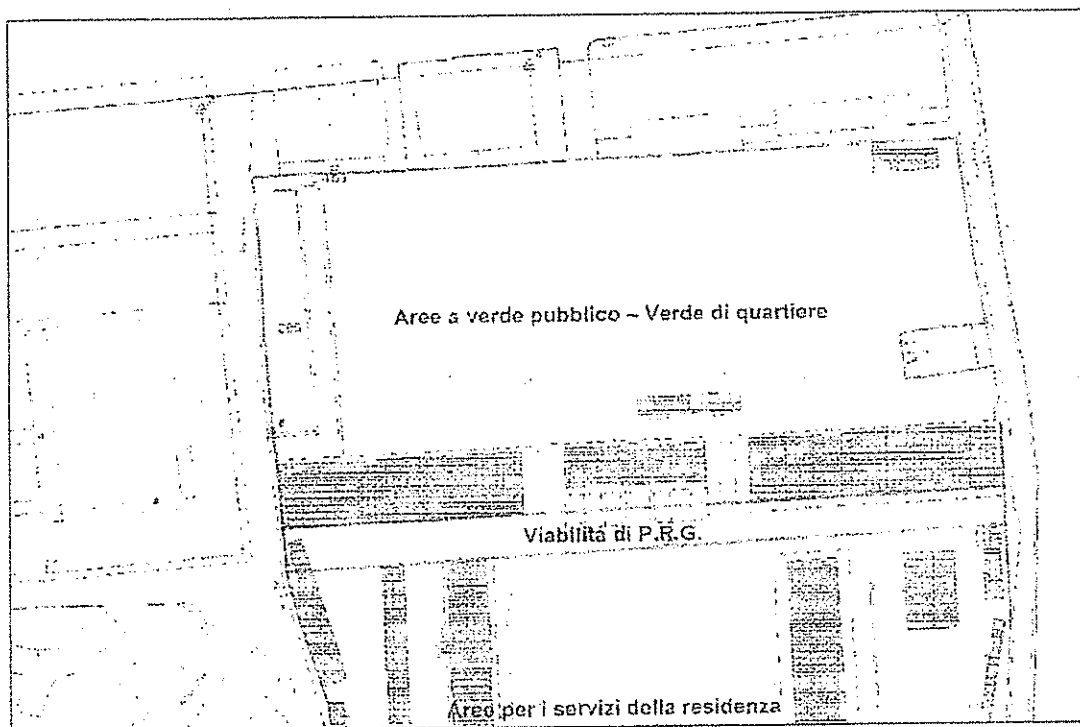 Aree a verde pubblico – Verde di quartiere
Viabilità di P.R.G.
Aree per i servizi della residenza